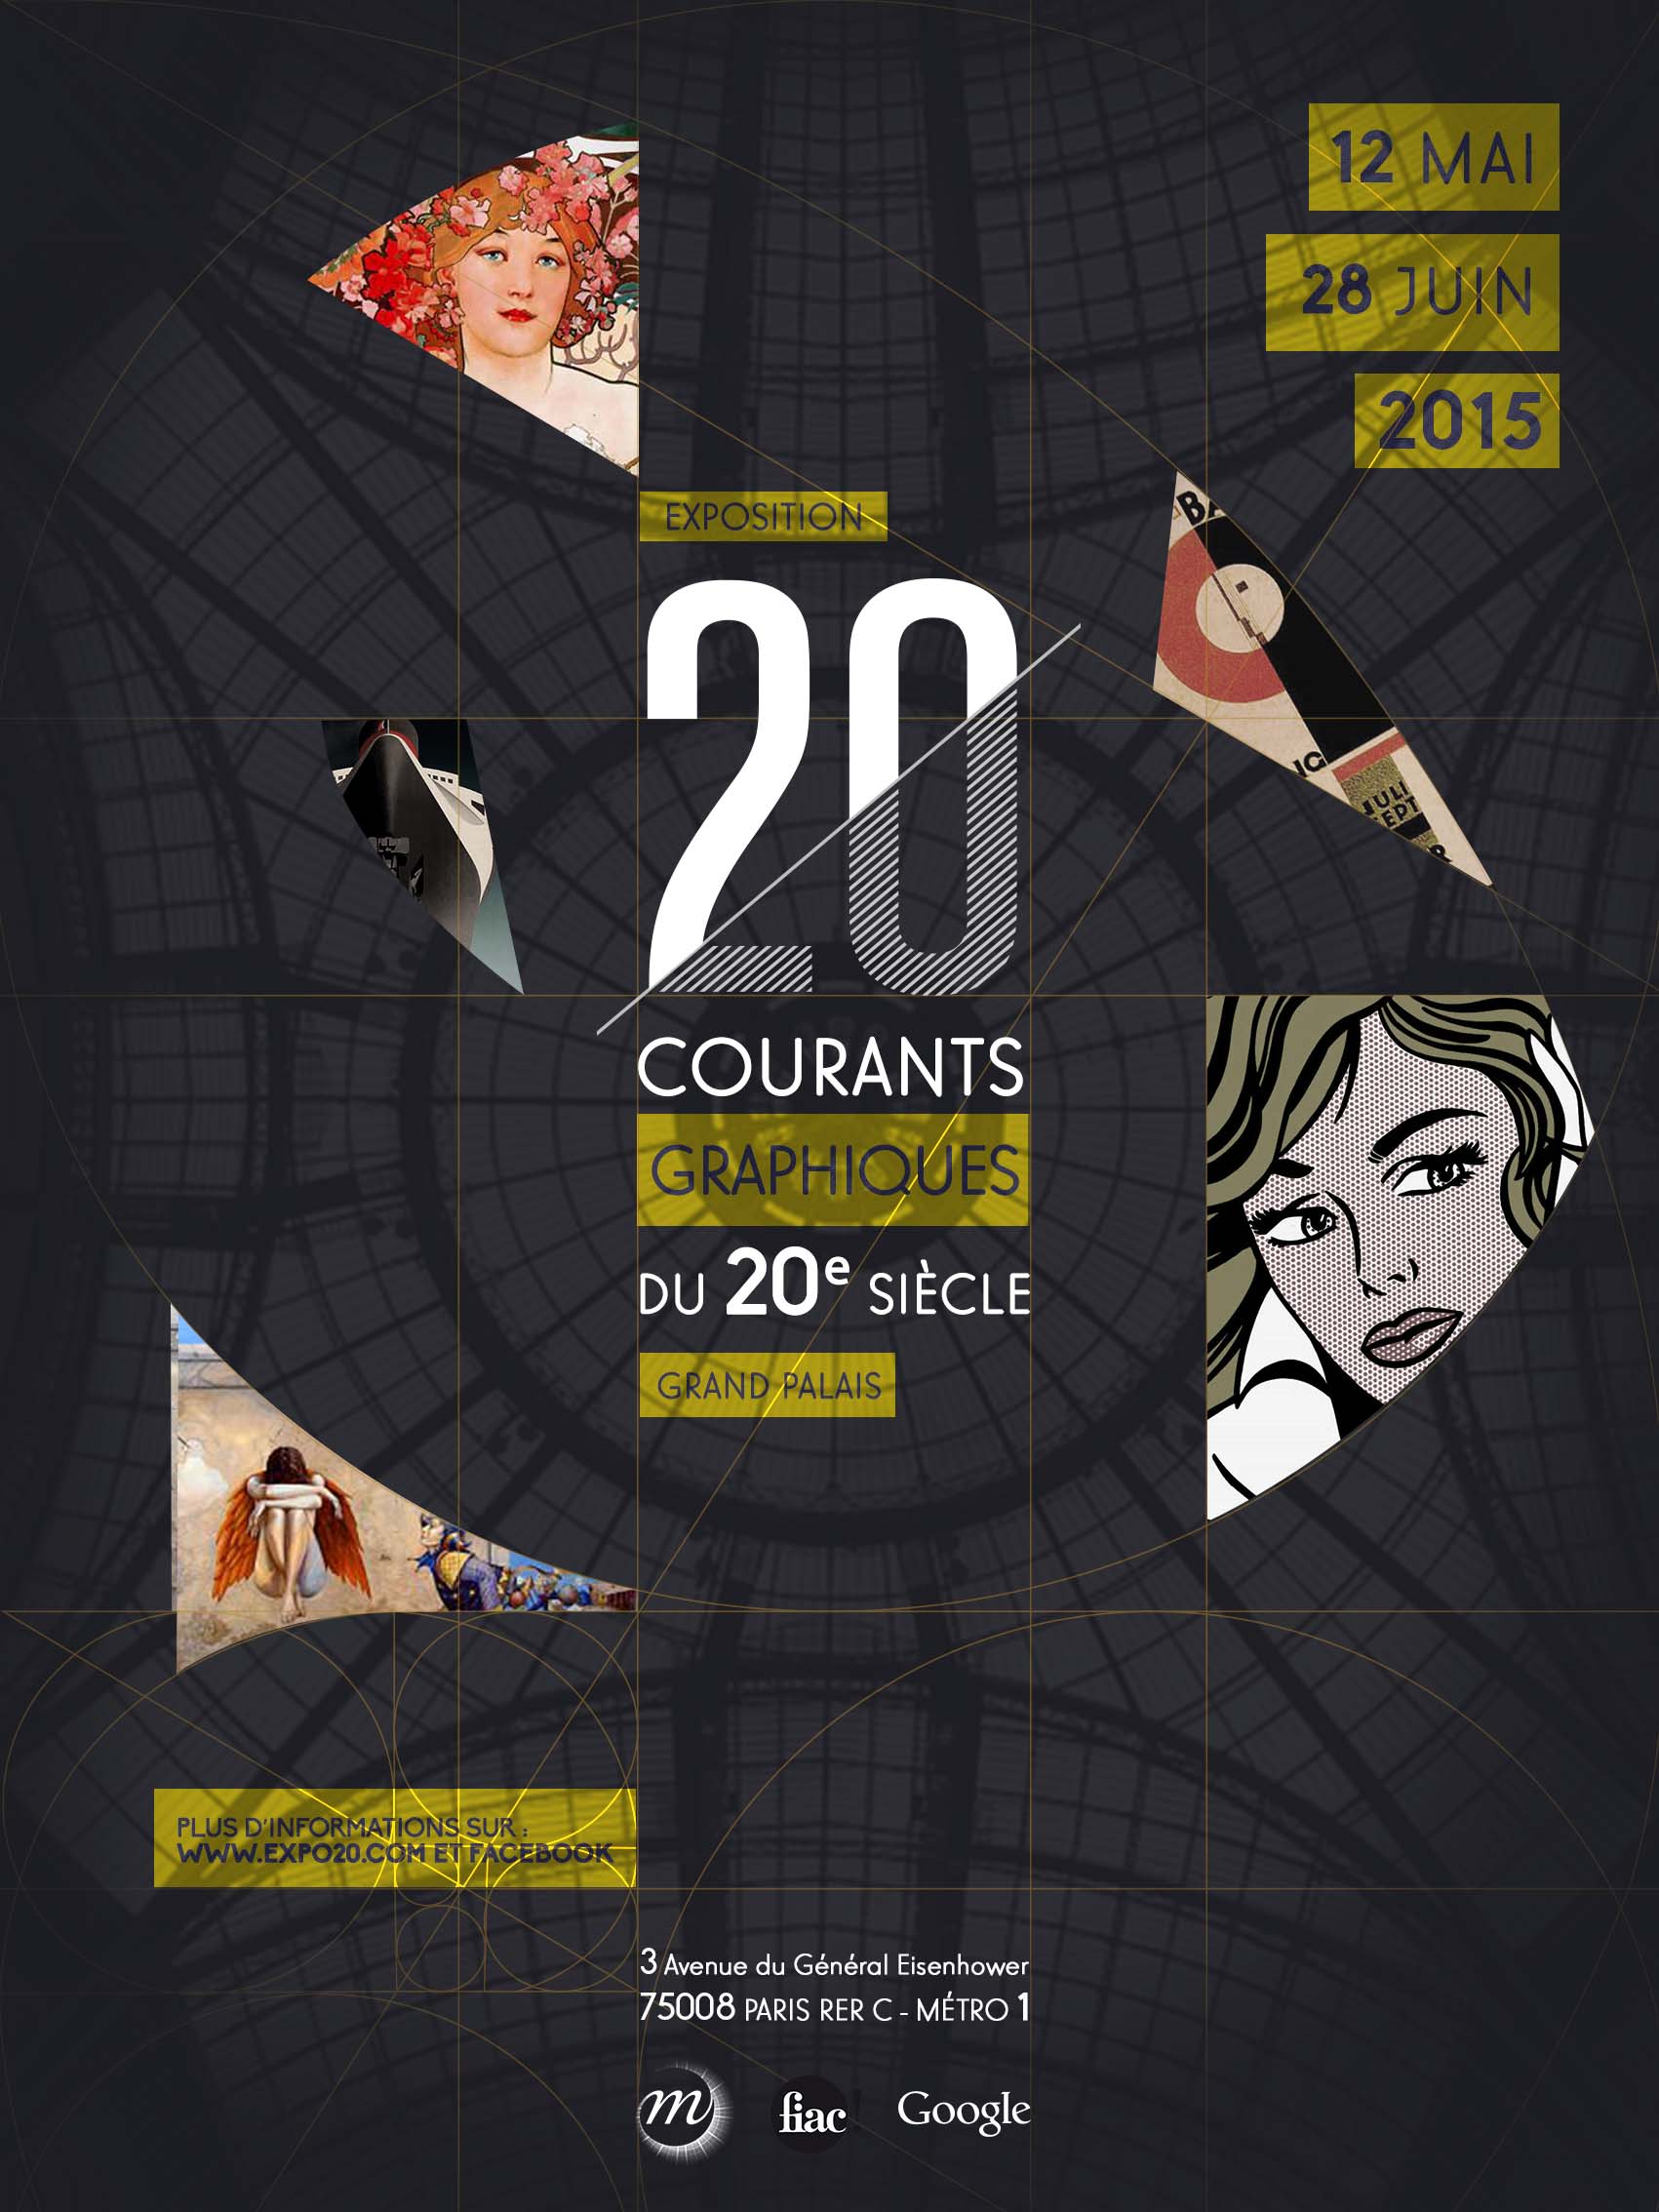 12 MAI
28 JUIN
2015
EXPOSITION
20
COURANTS
GRAPHIQUES
DU 20e SIÈCLE
GRAND PALAIS
PLUS D'INFORMATIONS SUR :
WWW.EXPO20.COM ET FACEBOOK
3 Avenue du Général Eisenhower
75008 PARIS RER C - MÉTRO 1
m fiac Google